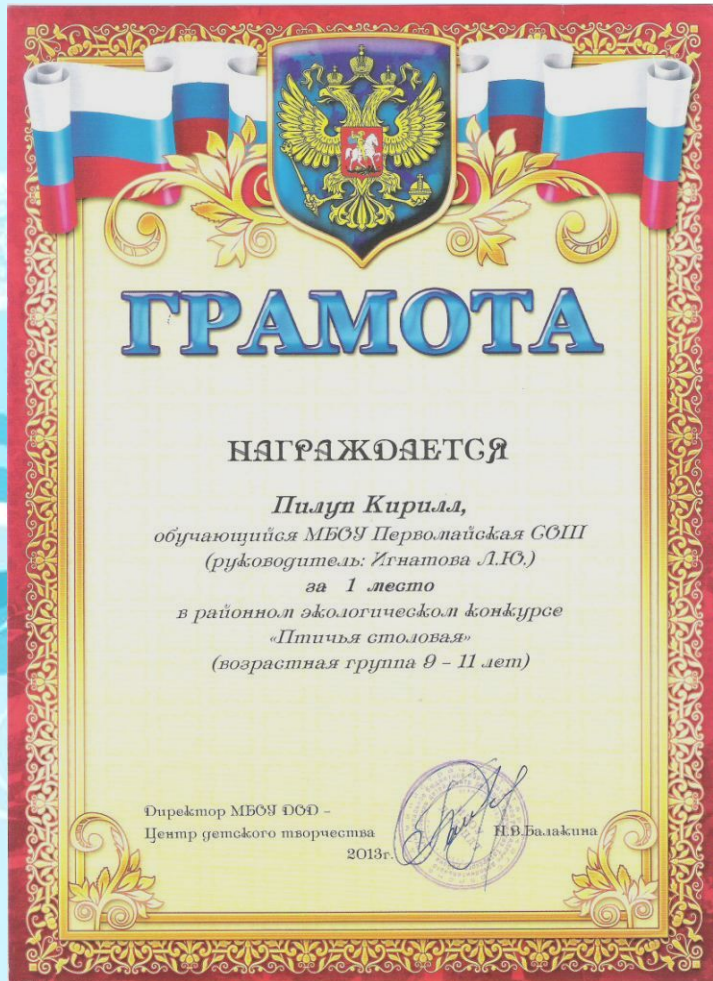 ГРАМОТА
НАГРАЖДАЕТСЯ
Пилуп Кирилл,
обучающийся МБОУ Первомайская СОШ
(руководитель: Игнатова Л.Ю.)
за 1 место
в районном экологическом конкурсе
«Птичья столовая»
(возрастная группа 9 – 11 лет)
Директор МБОУ ДОД –
Центр детского творчества Н.В.Балакина
2013г.